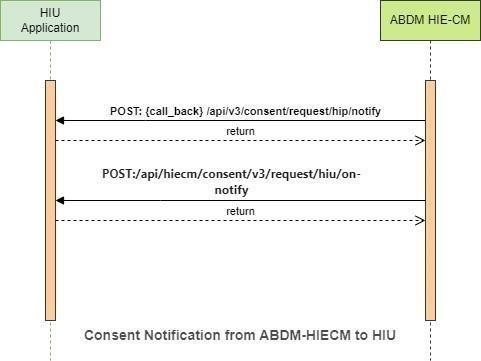 HIU
Application
ABDM HIE-CM
POST: {call_back} /api/v3/consent/request/hip/notify
return
POST:/api/hiecm/consent/v3/request/hiu/on-
notify
return
Consent Notification from ABDM-HIECM to HIU